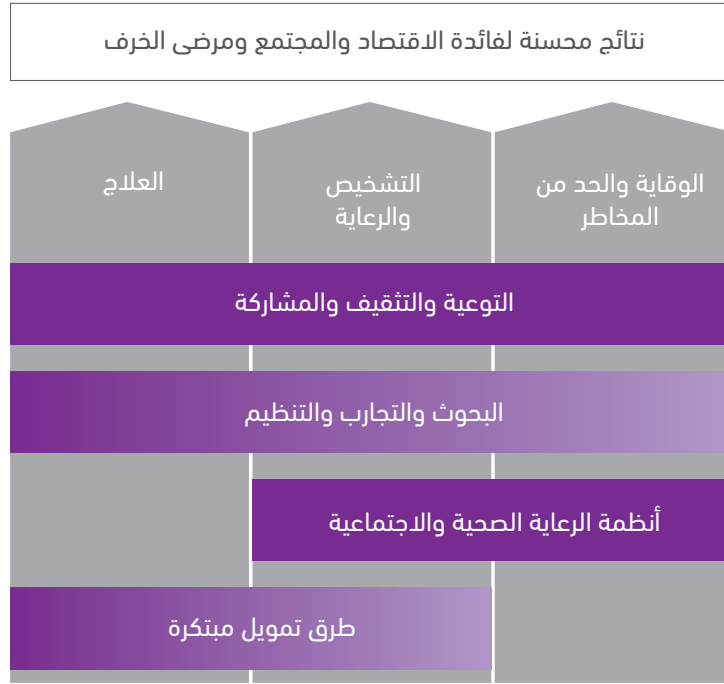 نتائج محسنة لفائدة الاقتصاد والمجتمع ومرضى الخرف
الوقاية والحد من
المخاطر
التشخيص
والرعاية
العلاج
التوعية والتثقيف والمشاركة
البحوث والتجارب والتنظيم
أنظمة الرعاية الصحية والاجتماعية
طرق تمويل مبتكرة